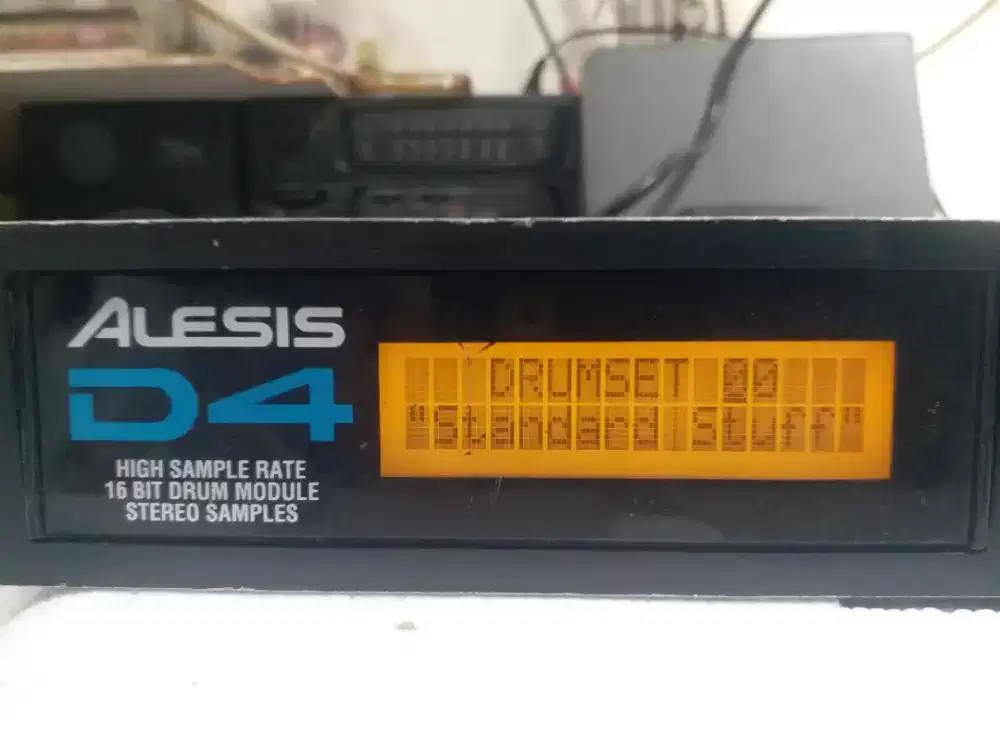 ALESIS
D4
HIGH SAMPLE RATE
16 BIT DRUM MODULE
STEREO SAMPLES
DRUMSET 00
"Standard Stuff"